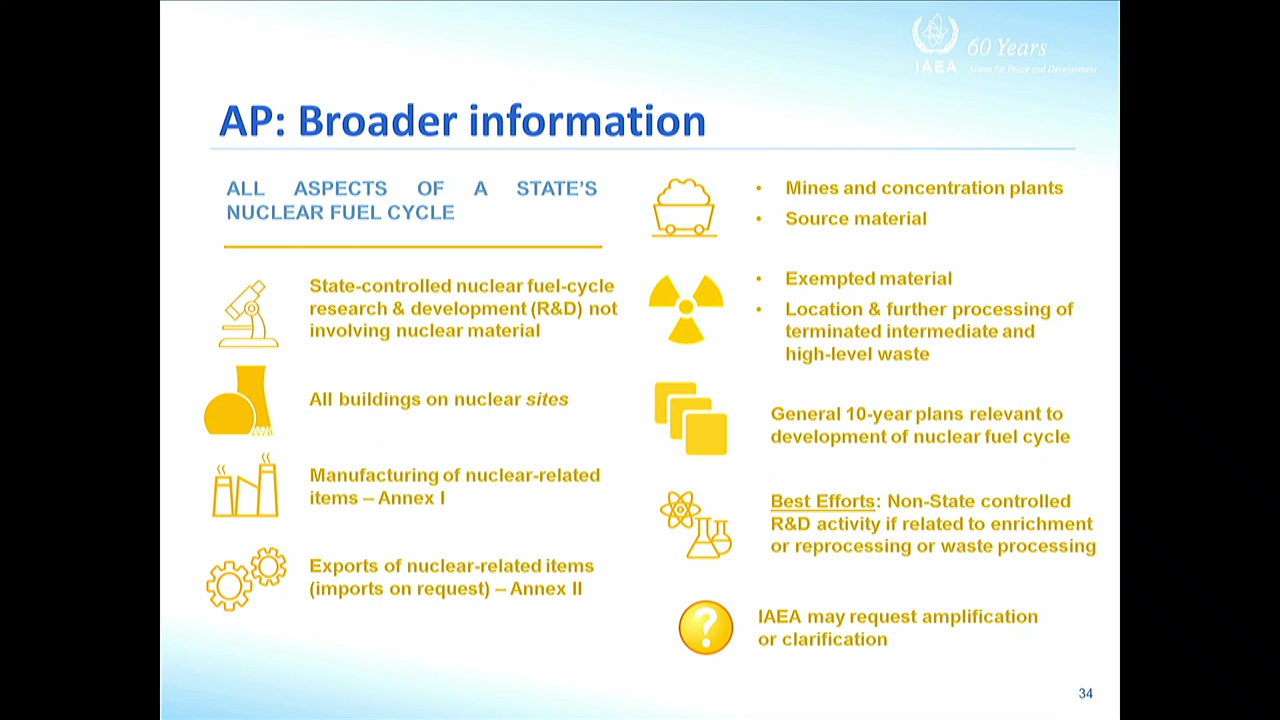 IAEA
60 Years
Atoms for Peace and Development
AP: Broader information
ALL ASPECTS OF A STATE'S
NUCLEAR FUEL CYCLE
State-controlled nuclear fuel-cycle
research & development (R&D) not
involving nuclear material
All buildings on nuclear sites
Manufacturing of nuclear-related
items – Annex I
Exports of nuclear-related items
(imports on request) – Annex II
• Mines and concentration plants
• Source material
• Exempted material
• Location & further processing of
terminated intermediate and
high-level waste
General 10-year plans relevant to
development of nuclear fuel cycle
Best Efforts: Non-State controlled
R&D activity if related to enrichment
or reprocessing or waste processing
?
IAEA may request amplification
or clarification
34